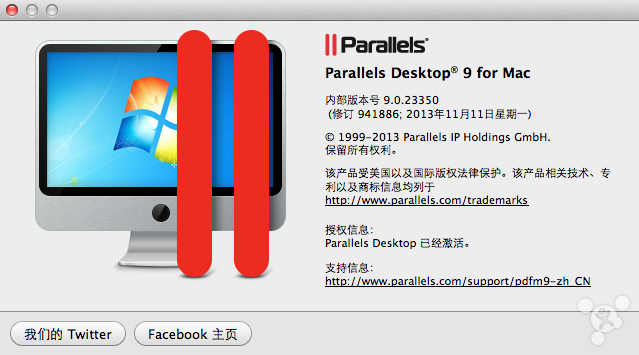 Parallels®
Parallels Desktop® 9 for Mac
内部版本号 9.0.23350
(修订 941886; 2013年11月11日星期一)
© 1999-2013 Parallels IP Holdings GmbH.
保留所有权利。
该产品受美国以及国际版权法律保护。该产品相关技术、专
利以及商标信息均列于
http://www.parallels.com/trademarks
授权信息:
Parallels Desktop 已经激活。
支持信息:
http://www.parallels.com/support/pdfm9-zh_CN
我们的 Twitter
Facebook 主页